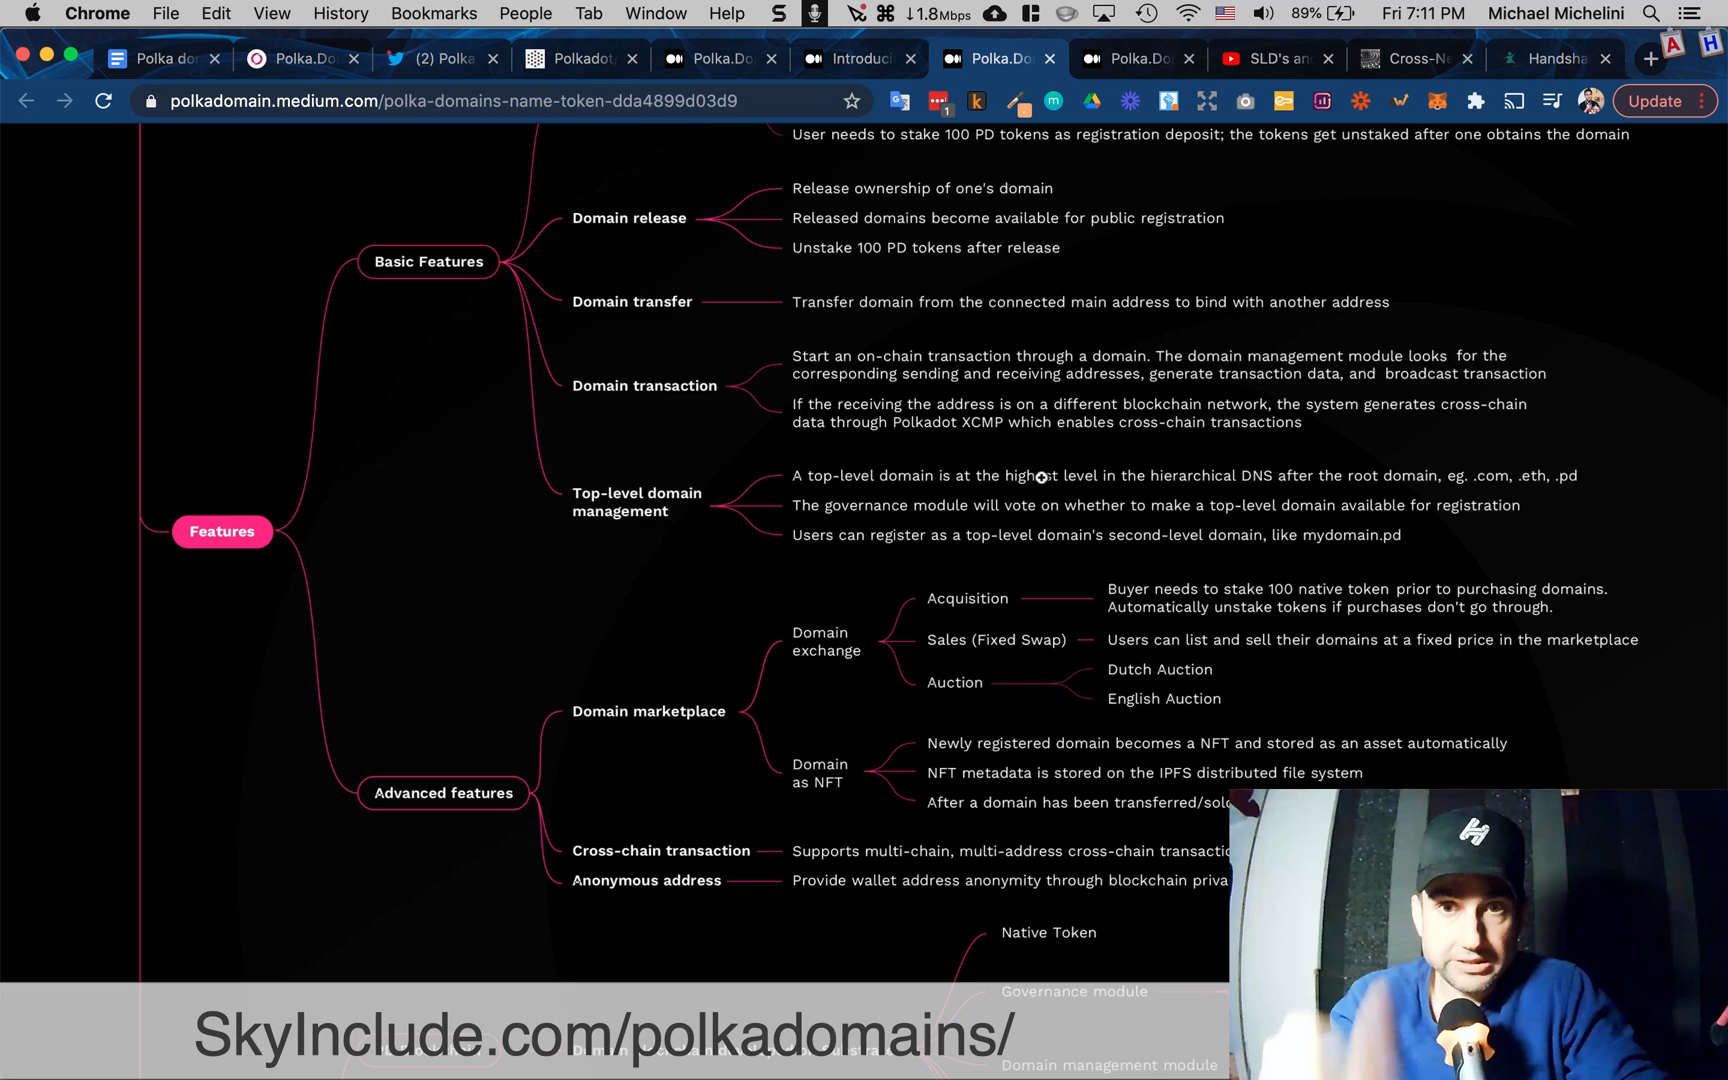 Chrome File Edit View History Bookmarks People Tab Window Help
↓1.8Mbps
89%
Fri 7:11 PM Michael Michelini
Polka dor
Polka.Do
(2) Polka
Polkadot/
Polka.Do
Introduci
Polka.Do
Polka.Do
SLD's an
Cross-Ne
Handsha
A
H
polkadomain.medium.com/polka-domains-name-token-dda4899d03d9
1
Update
User needs to stake 100 PD tokens as registration deposit; the tokens get unstaked after one obtains the domain
Release ownership of one's domain
Domain release
Released domains become available for public registration
Unstake 100 PD tokens after release
Basic Features
Domain transfer
Transfer domain from the connected main address to bind with another address
Start an on-chain transaction through a domain. The domain management module looks for the
corresponding sending and receiving addresses, generate transaction data, and broadcast transaction
Domain transaction
If the receiving the address is on a different blockchain network, the system generates cross-chain
data through Polkadot XCMP which enables cross-chain transactions
A top-level domain is at the highest level in the hierarchical DNS after the root domain, eg. .com, .eth, .pd
Top-level domain
management
The governance module will vote on whether to make a top-level domain available for registration
Users can register as a top-level domain's second-level domain, like mydomain.pd
Features
Acquisition
Buyer needs to stake 100 native token prior to purchasing domains.
Automatically unstake tokens if purchases don't go through.
Domain
exchange
Sales (Fixed Swap)
Users can list and sell their domains at a fixed price in the marketplace
Auction
Dutch Auction
English Auction
Domain marketplace
Newly registered domain becomes a NFT and stored as an asset automatically
Domain
as NFT
NFT metadata is stored on the IPFS distributed file system
After a domain has been transferred/sold
Advanced features
Cross-chain transaction
Supports multi-chain, multi-address cross-chain transactio
Anonymous address
Provide wallet address anonymity through blockchain priva
Native Token
Governance module
SkyInclude.com/polkadomains/
Domain management module